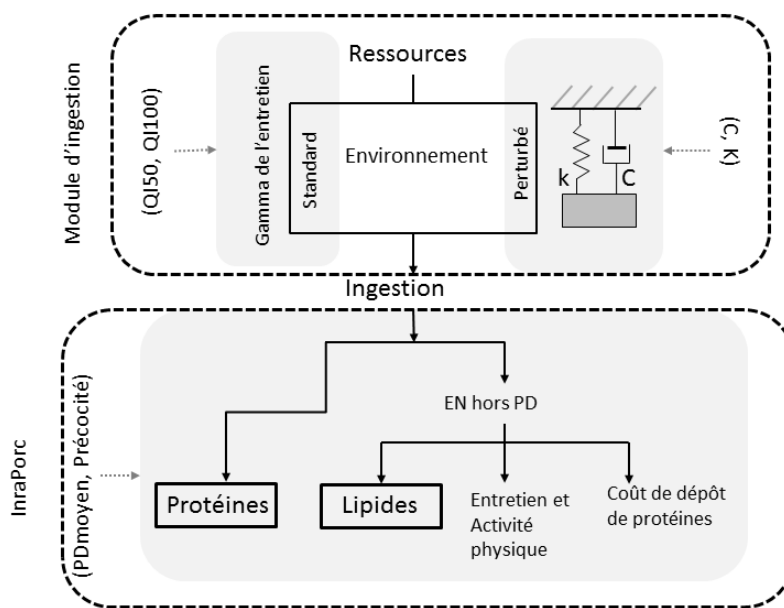 Module d'ingestion
(QI50, QI100)
Gamma de l'entretien
Ressources
Standard
Environnement
Perturbé
k
C
(C, K)
Ingestion
InraPorc
(PDmoyen, Précocité)
EN hors PD
Protéines
Lipides
Entretien et
Activité
physique
Coût de dépôt
de protéines